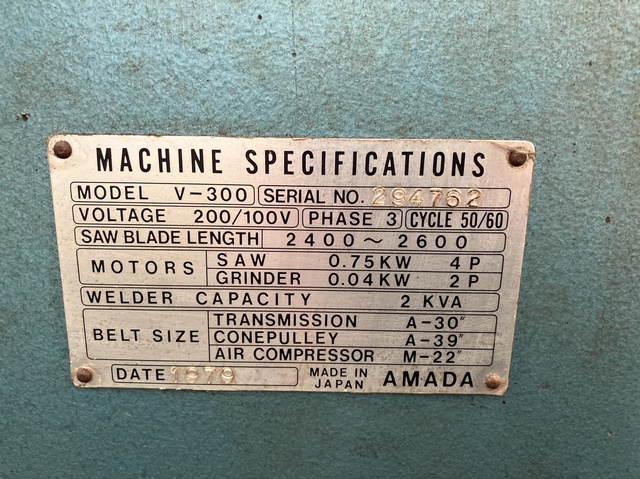 MACHINE SPECIFICATIONS
MODEL V-300 SERIAL NO. 294762
VOLTAGE 200/100V PHASE 3 CYCLE 50/60
SAW BLADE LENGTH 2400~2600
MOTORS
SAW 0.75KW 4P
GRINDER 0.04KW 2P
WELDER CAPACITY 2 KVA
BELT SIZE
TRANSMISSION A-30"
CONEPULLEY A-39"
AIR COMPRESSOR M-22"
DATE 1979
MADE IN JAPAN AMADA